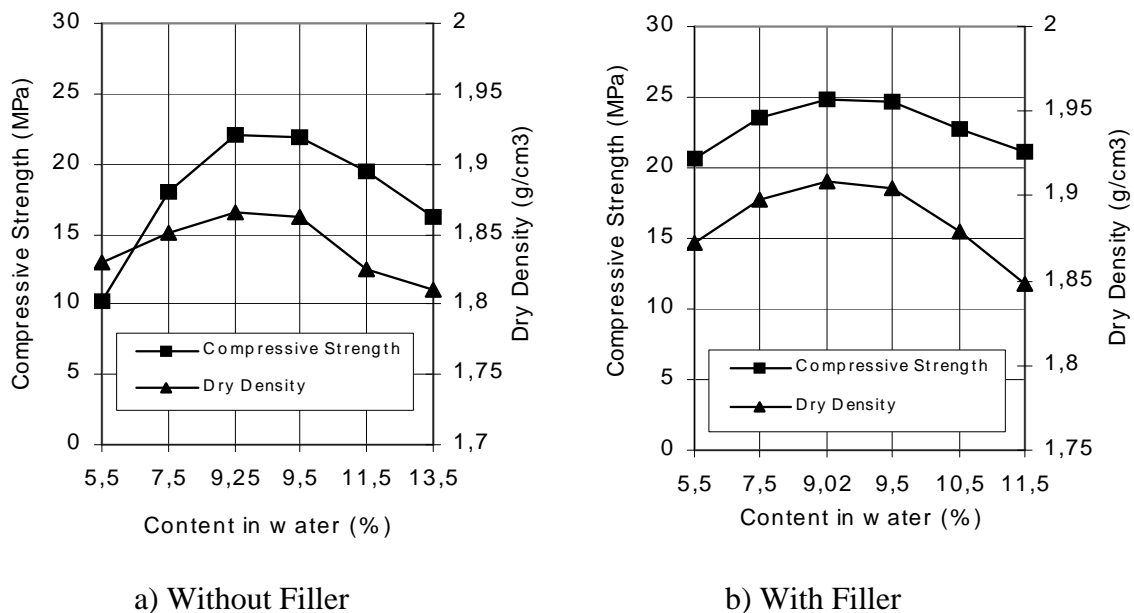 30
25
20
15
10
5
0
Compressive Strength (MPa)
2
1,95
1,9
1,85
1,8
1,75
1,7
Dry Density (g/cm3)
Compressive Strength
Dry Density
5,5 7,5 9,25 9,5 11,5 13,5
Content in w ater (%)
a) Without Filler
30
25
20
15
10
5
0
Compressive Strength (MPa)
2
1,95
1,9
1,85
1,8
1,75
Dry Density (g/cm3)
Compressive Strength
Dry Density
5,5 7,5 9,02 9,5 10,5 11,5
Content in w ater (%)
b) With Filler